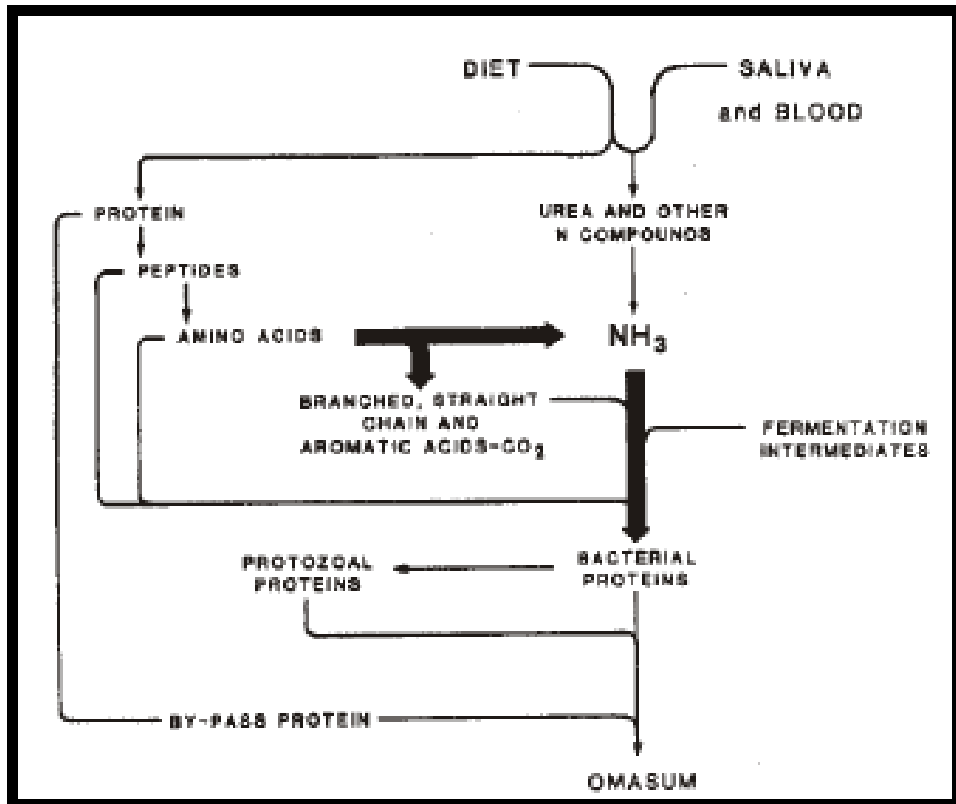 DIET
SALIVA
and BLOOD
PROTEIN
UREA AND OTHER
N COMPOUNDS
PEPTIDES
AMINO ACIDS
NH3
BRANCHED, STRAIGHT
CHAIN AND
AROMATIC ACIDS-CO2
FERMENTATION
INTERMEDIATES
PROTOZOAL
PROTEINS
BACTERIAL
PROTEINS
BY-PASS PROTEIN
OMASUM